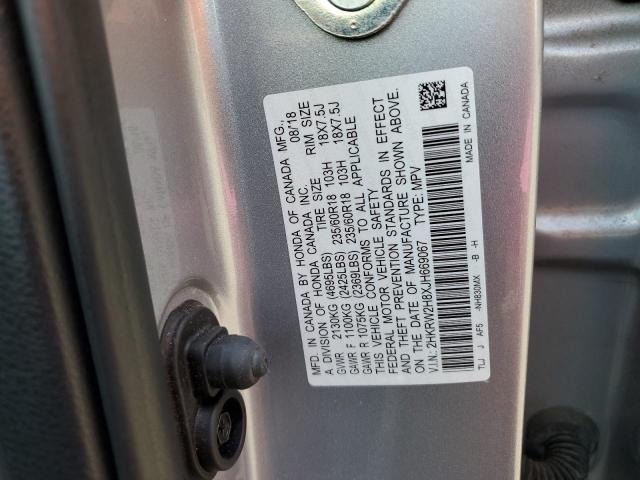 MFD. IN CANADA BY HONDA OF CANADA MFG.,
A DIVISION OF HONDA CANADA INC. 08/18
TIRE SIZE RIM SIZE
GVWR 2130KG (4695LBS) 235/60R18 103H 18X7.5J
GAWR F 1100KG (2425LBS) 235/60R18 103H 18X7.5J
GAWR R 1075KG (2369LBS)
THIS VEHICLE CONFORMS TO ALL APPLICABLE
FEDERAL MOTOR VEHICLE SAFETY
AND THEFT PREVENTION STANDARDS IN EFFECT
ON THE DATE OF MANUFACTURE SHOWN ABOVE.
V.I.N.: 2HKRW2H8XJH669067 TYPE: MPV
TLJ J AF5 -NH830MX -B -H MADE IN CANADA